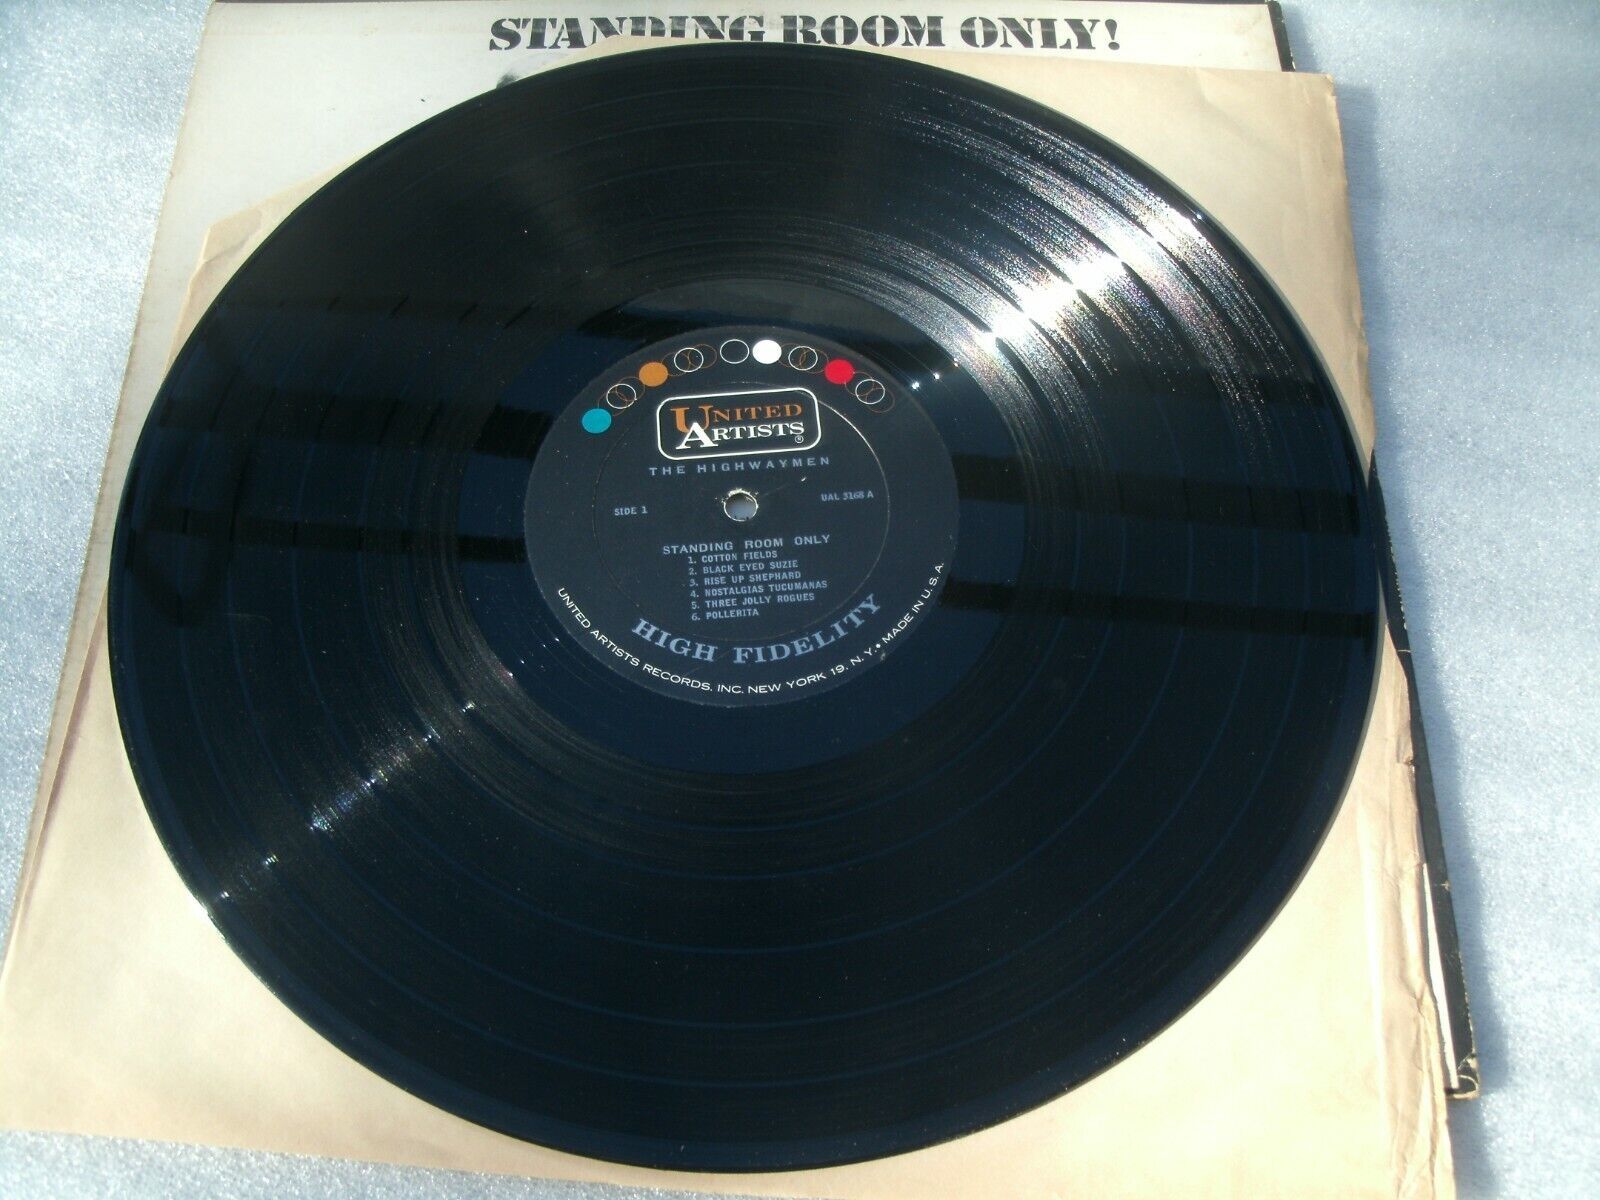 STANDING ROOM ONLY!
UNITED
ARTISTS®
THE HIGHWAYMEN
SIDE 1
UAL 3168 A
STANDING ROOM ONLY
1. COTTON FIELDS
2. BLACK EYED SUZIE
3. RISE UP SHEPHARD
4. NOSTALGIAS TUCUMANAS
5. THREE JOLLY ROGUES
6. POLLERITA
HIGH FIDELITY
UNITED ARTISTS RECORDS, INC. NEW YORK 19, N.Y. • MADE IN U.S.A.